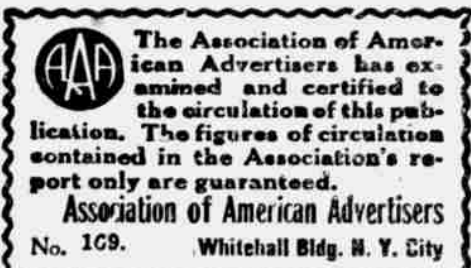 AAA
The Association of Amer-
ican Advertisers has ex-
amined and certified to
the circulation of this pub-
lication. The figures of circulation
contained in the Association's re-
port only are guaranteed.
Association of American Advertisers
No. 169. Whitehall Bldg. N. Y. City